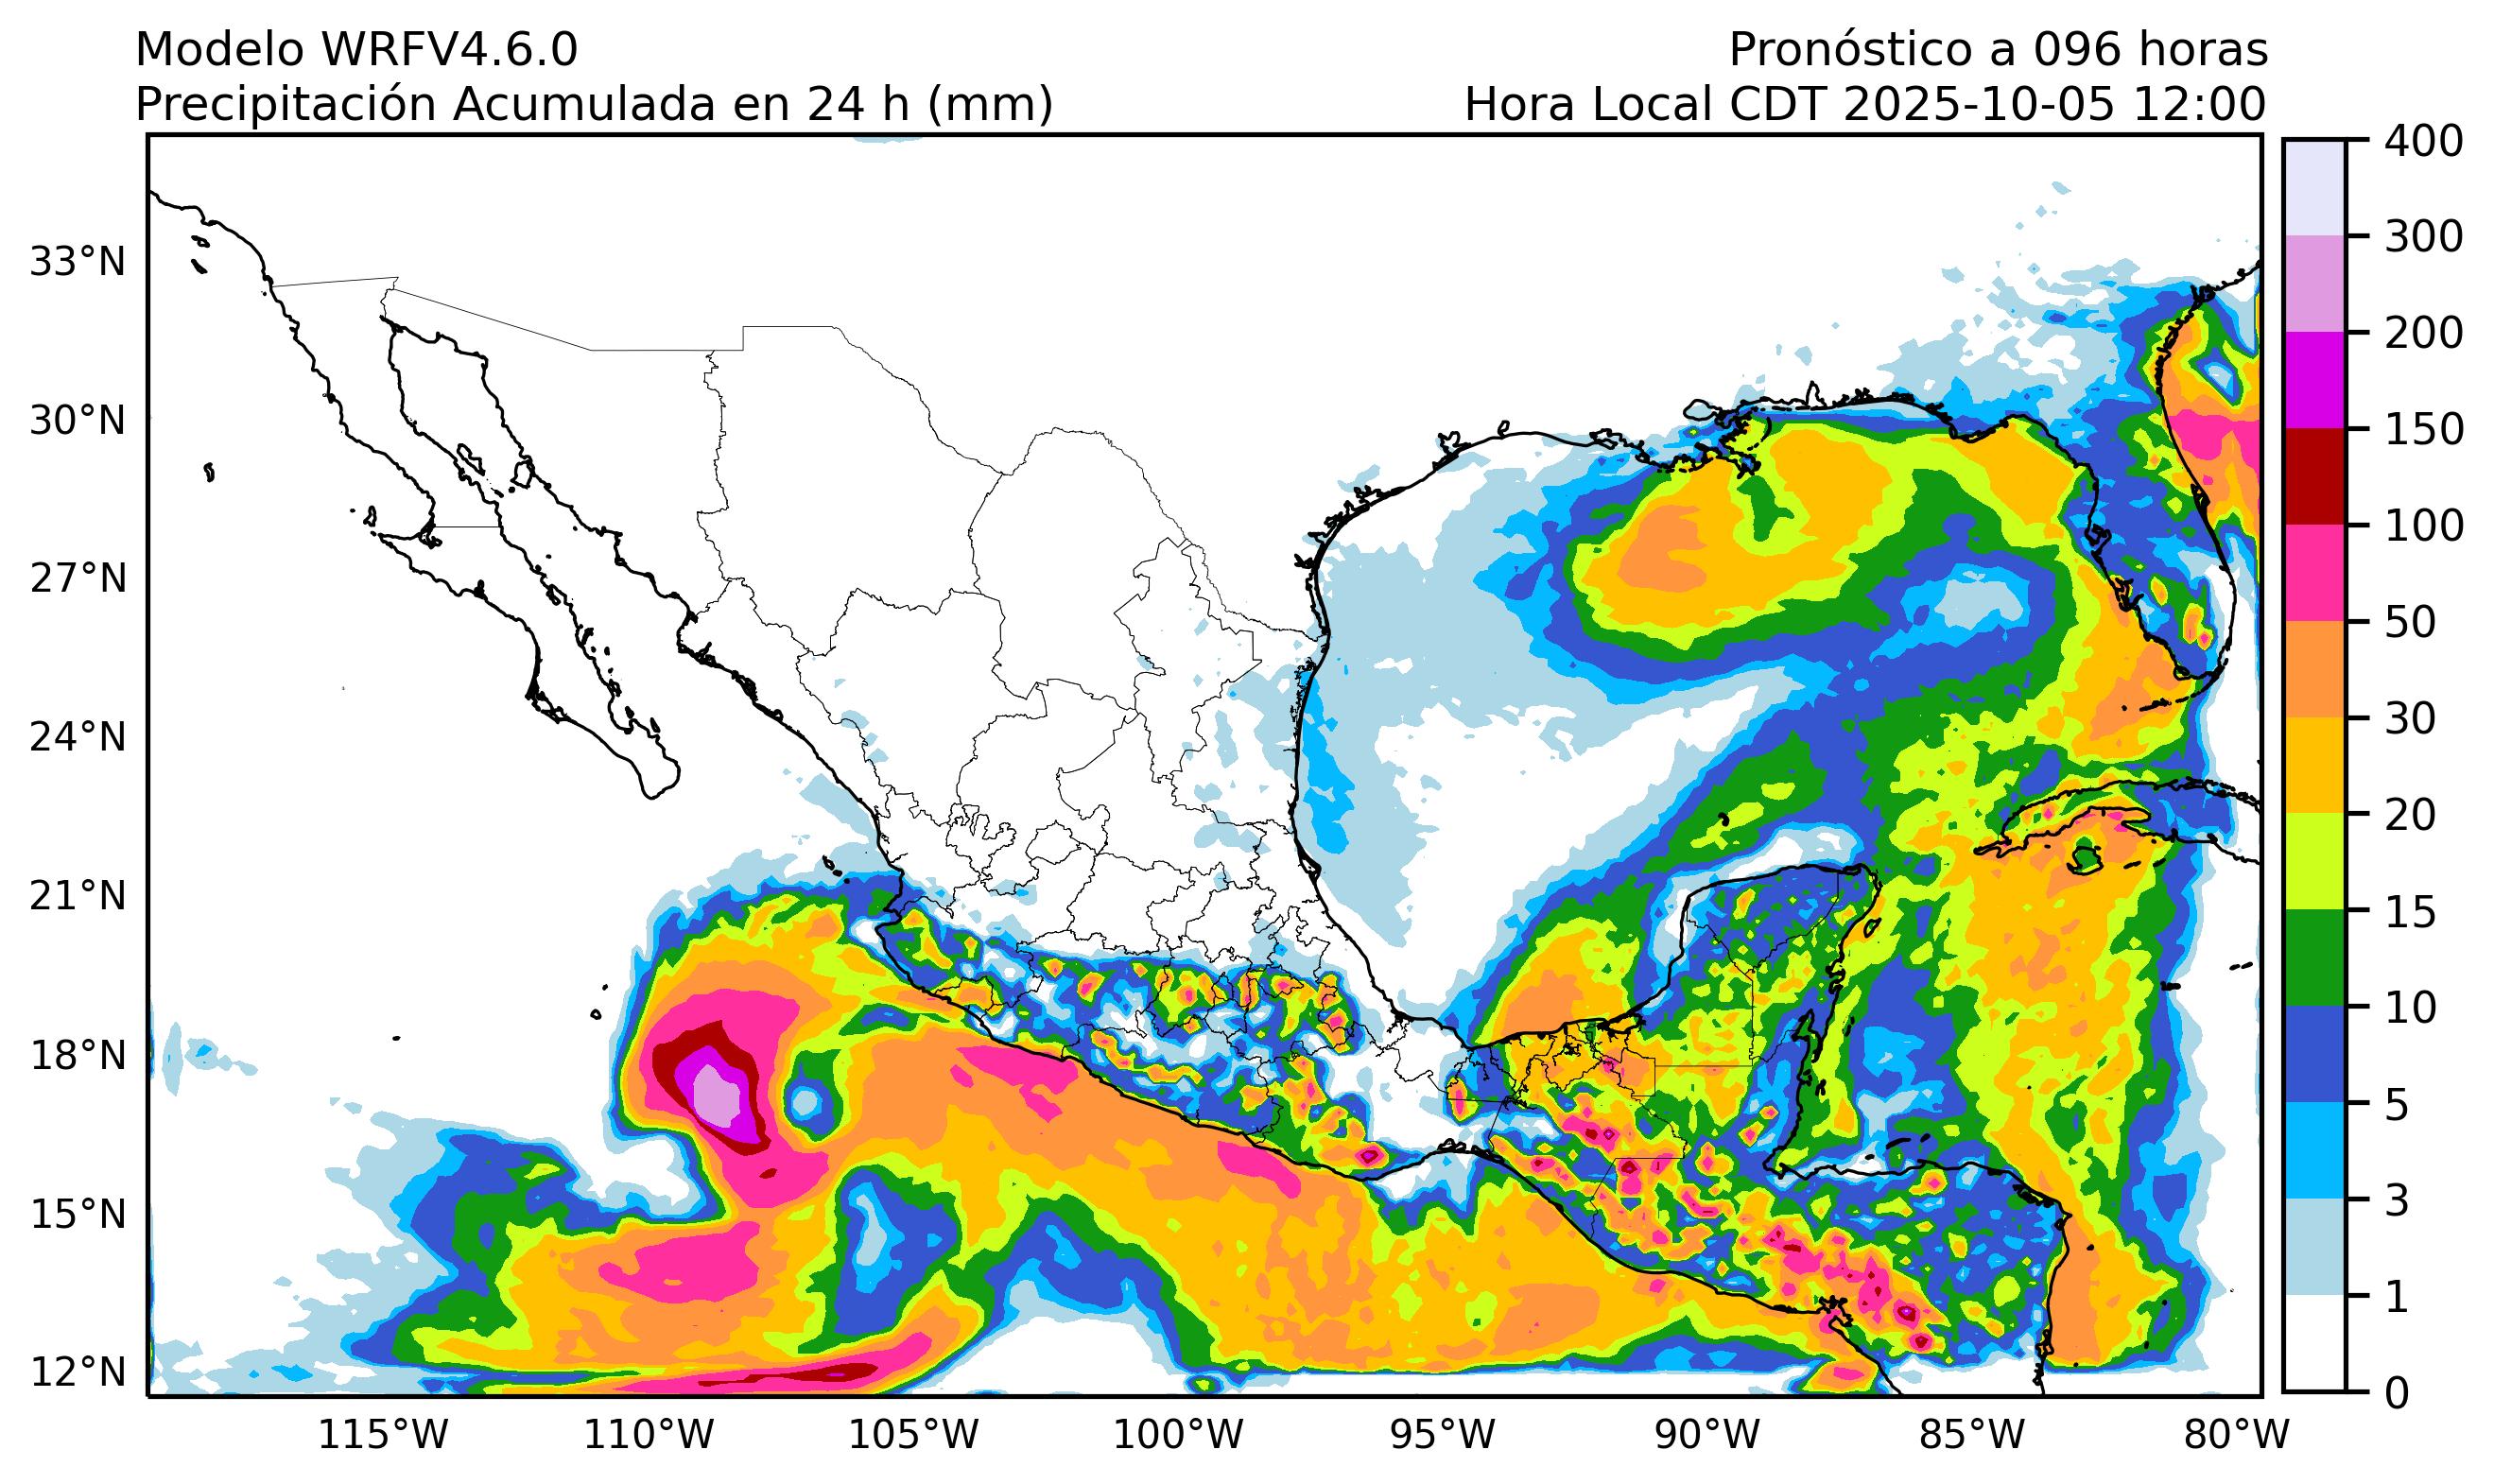 Modelo WRFV4.6.0
Pronóstico a 096 horas
Precipitación Acumulada en 24 h (mm)
Hora Local CDT 2025-10-05 12:00
33°N
30°N
27°N
24°N
21°N
18°N
15°N
12°N
115°W
110°W
105°W
100°W
95°W
90°W
85°W
80°W
400
300
200
150
100
50
30
20
15
10
5
3
1
0